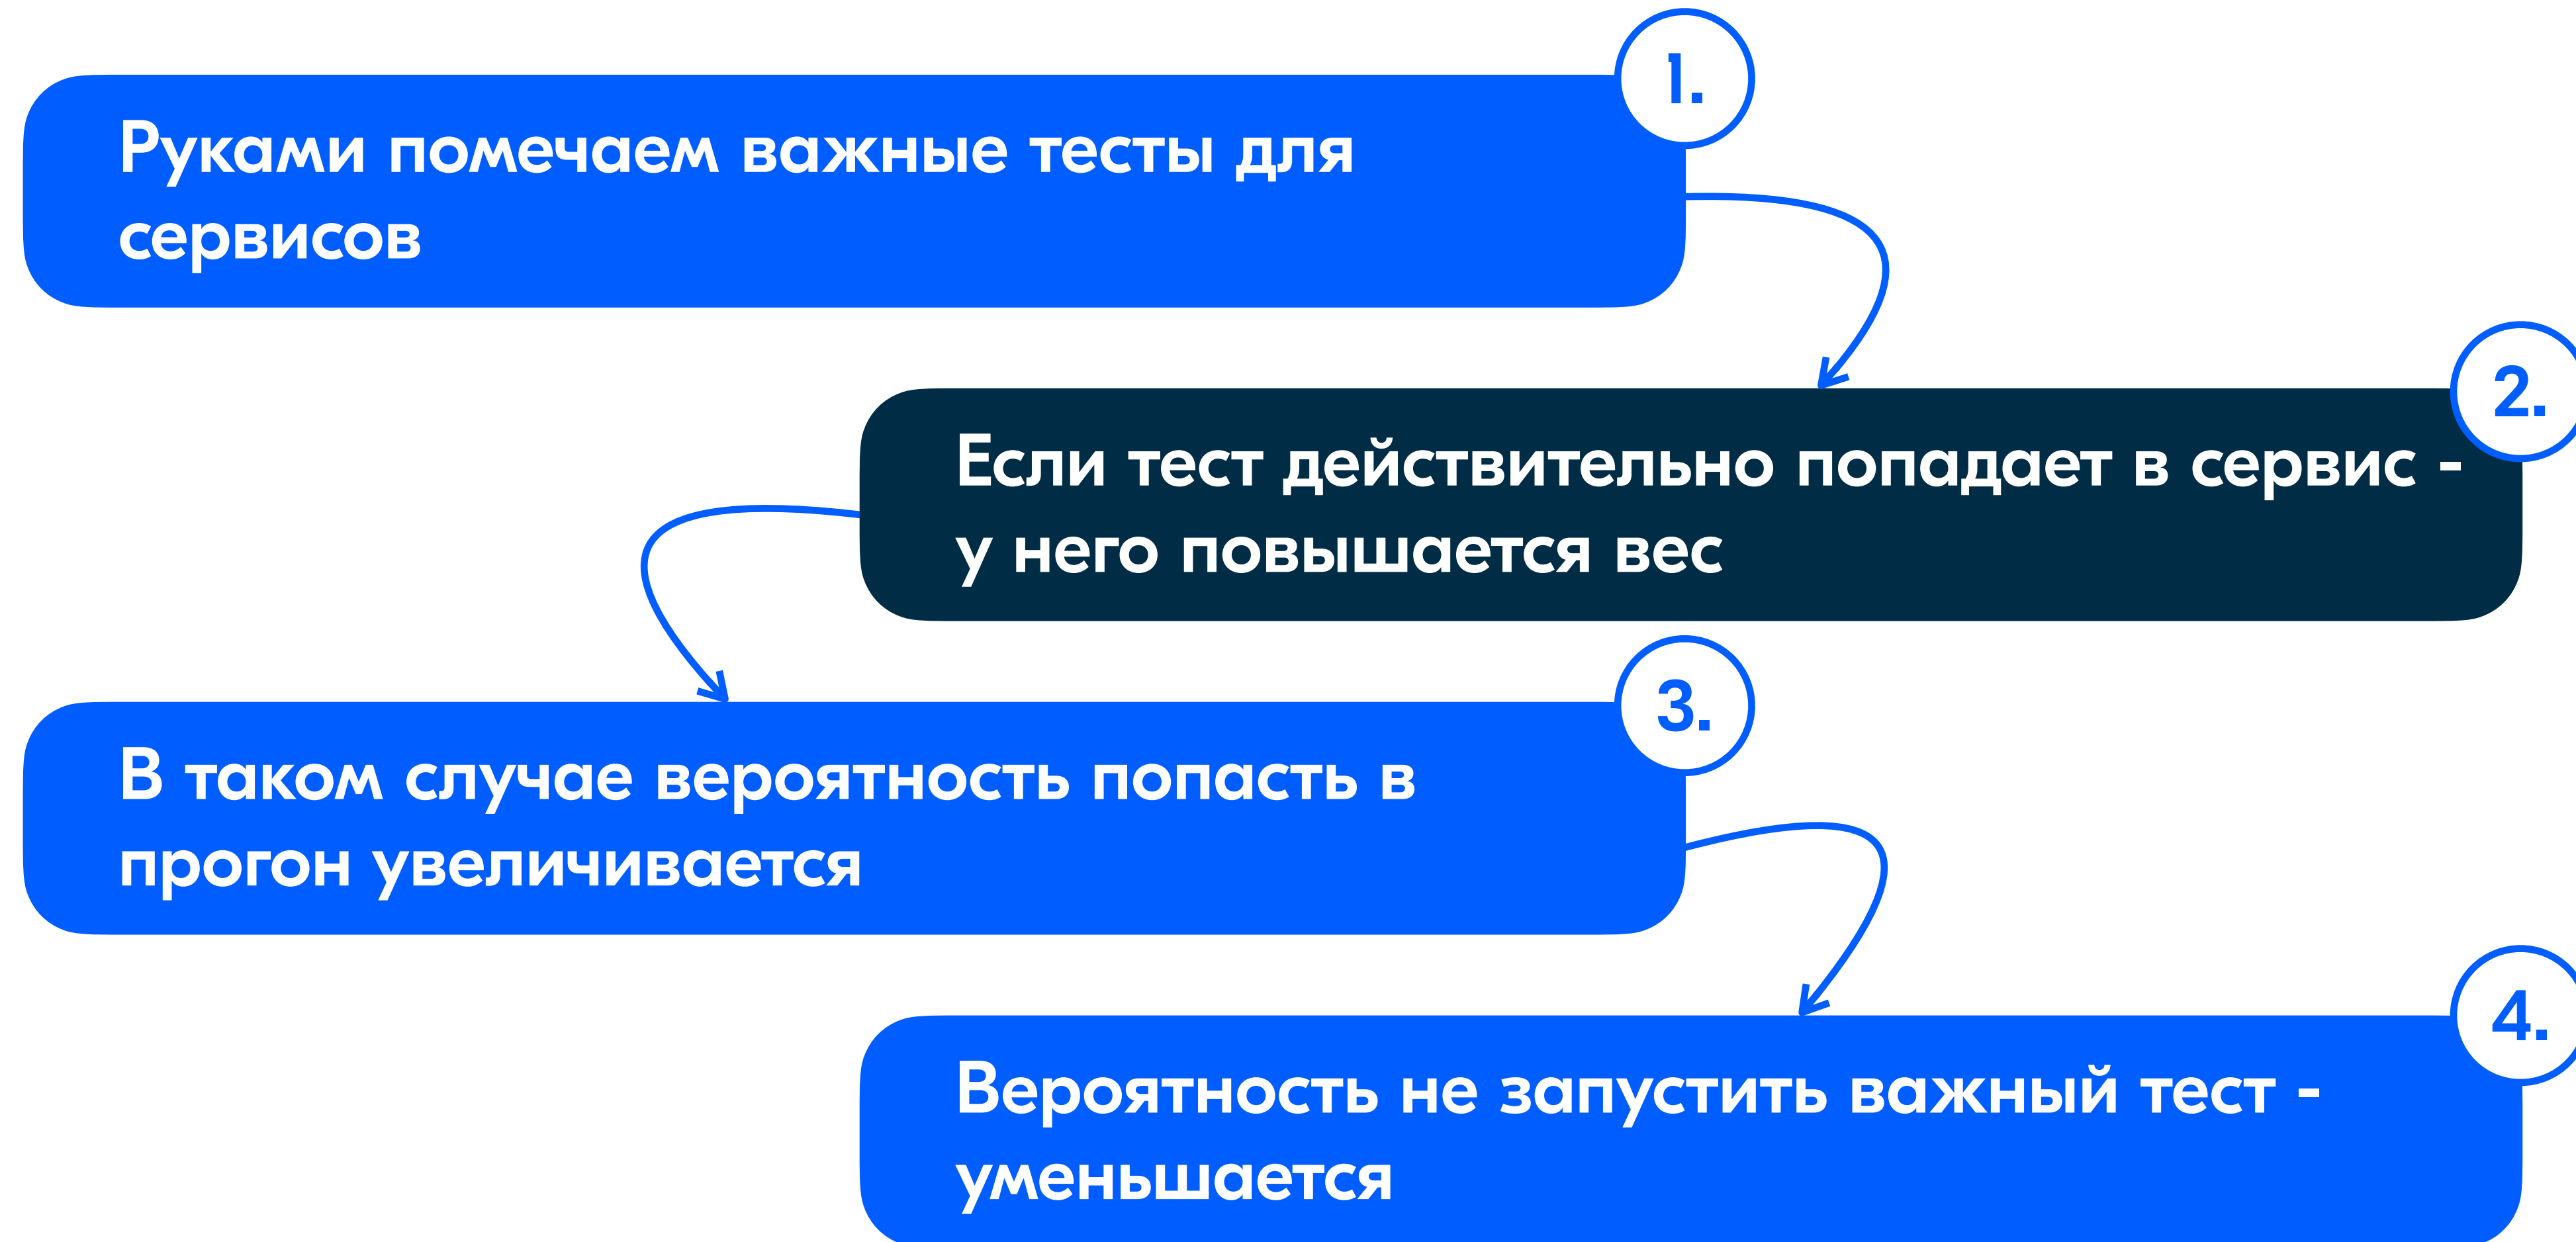 1.
Руками помечаем важные тесты для
сервисов
2.
Если тест действительно попадает в сервис -
у него повышается вес
3.
В таком случае вероятность попасть в
прогон увеличивается
4.
Вероятность не запустить важный тест -
уменьшается